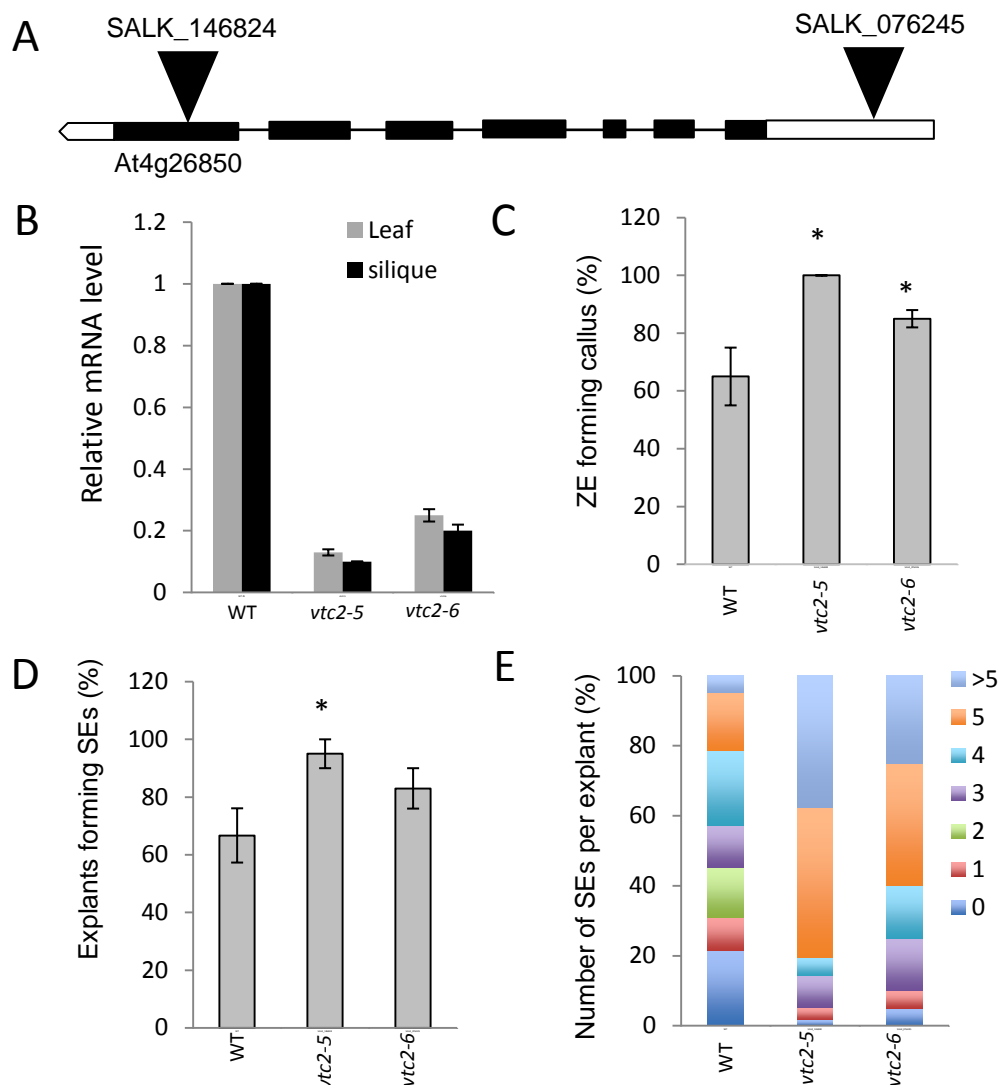 A
SALK_146824
SALK_076245
At4g26850
B
Relative mRNA level
1.2
1
0.8
0.6
0.4
0.2
0
Leaf
silique
WT
vtc2-5
vtc2-6
C
ZE forming callus (%)
120
100
80
60
40
20
0
*
*
WT
vtc2-5
vtc2-6
D
Explants forming SEs (%)
120
100
80
60
40
20
0
*
WT
vtc2-5
vtc2-6
E
Number of SEs per explant (%)
100
80
60
40
20
0
>5
5
4
3
2
1
0
WT
vtc2-5
vtc2-6